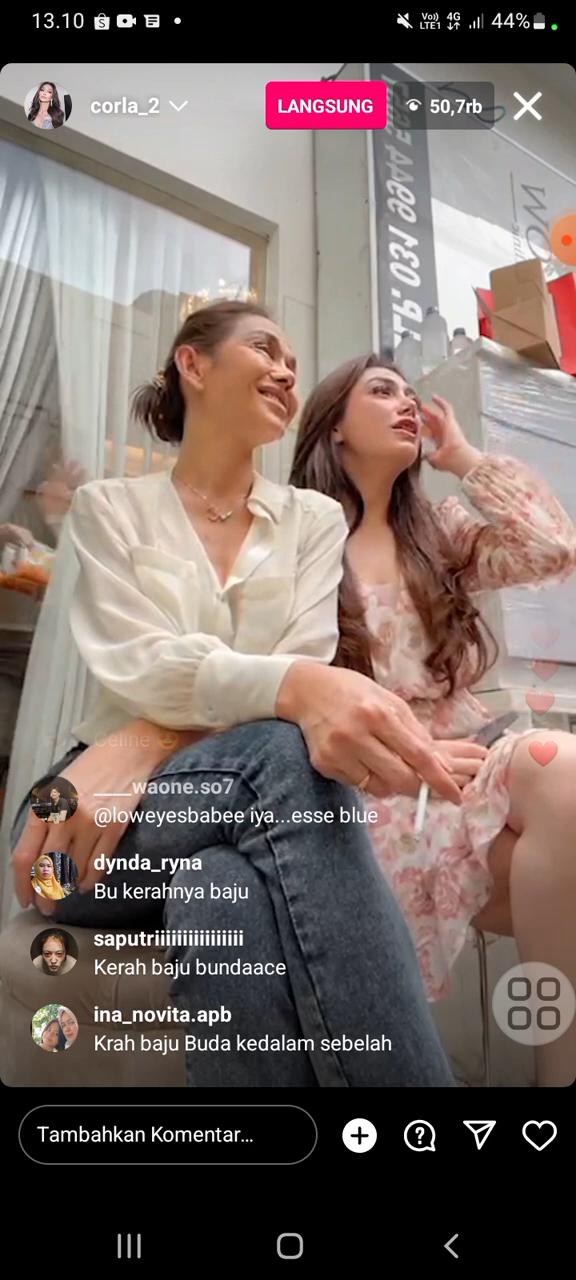 13.10
Vo)) 4G
LTE1
44%
corla_2
LANGSUNG
50,7rb
Celine
____waone.so7
@loweyesbabee iya...esse blue
dynda_ryna
Bu kerahnya baju
saputriiiiiiiiiiiiiiii
Kerah baju bundaace
ina_novita.apb
Krah baju Buda kedalam sebelah
Tambahkan Komentar...